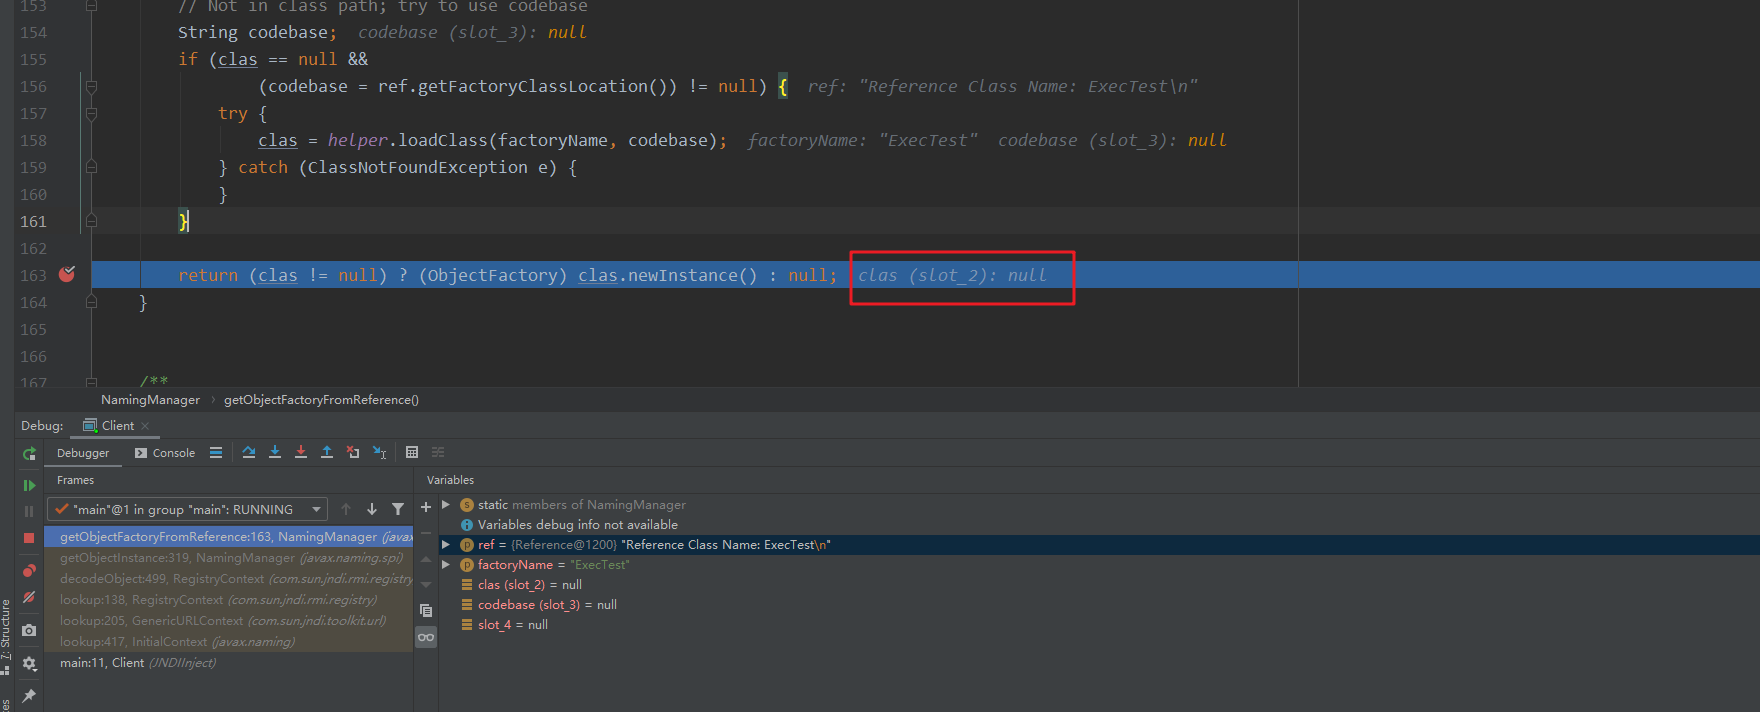 153 // Not in class path; try to use codebase
154 String codebase; codebase (slot_3): null
155 if (clas == null &&
156 (codebase = ref.getFactoryClassLocation()) != null) { ref: "Reference Class Name: ExecTest\n"
157 try {
158 clas = helper.loadClass(factoryName, codebase); factoryName: "ExecTest" codebase (slot_3): null
159 } catch (ClassNotFoundException e) {
160 }
161 }
162
163 return (clas != null) ? (ObjectFactory) clas.newInstance() : null; clas (slot_2): null
164 }
165
166
167 /**
NamingManager › getObjectFactoryFromReference()
Debug: Client
Debugger Console
Frames Variables
"main"@1 in group "main": RUNNING
getObjectFactoryFromReference:163, NamingManager (javax
getObjectInstance:319, NamingManager (javax.naming.spi)
decodeObject:499, RegistryContext (com.sun.jndi.rmi.registry
lookup:138, RegistryContext (com.sun.jndi.rmi.registry)
lookup:205, GenericURLContext (com.sun.jndi.toolkit.url)
lookup:417, InitialContext (javax.naming)
main:11, Client (JNDIInject)
static members of NamingManager
Variables debug info not available
ref = {Reference@1200} "Reference Class Name: ExecTest\n"
factoryName = "ExecTest"
clas (slot_2) = null
codebase (slot_3) = null
slot_4 = null
7: Structure